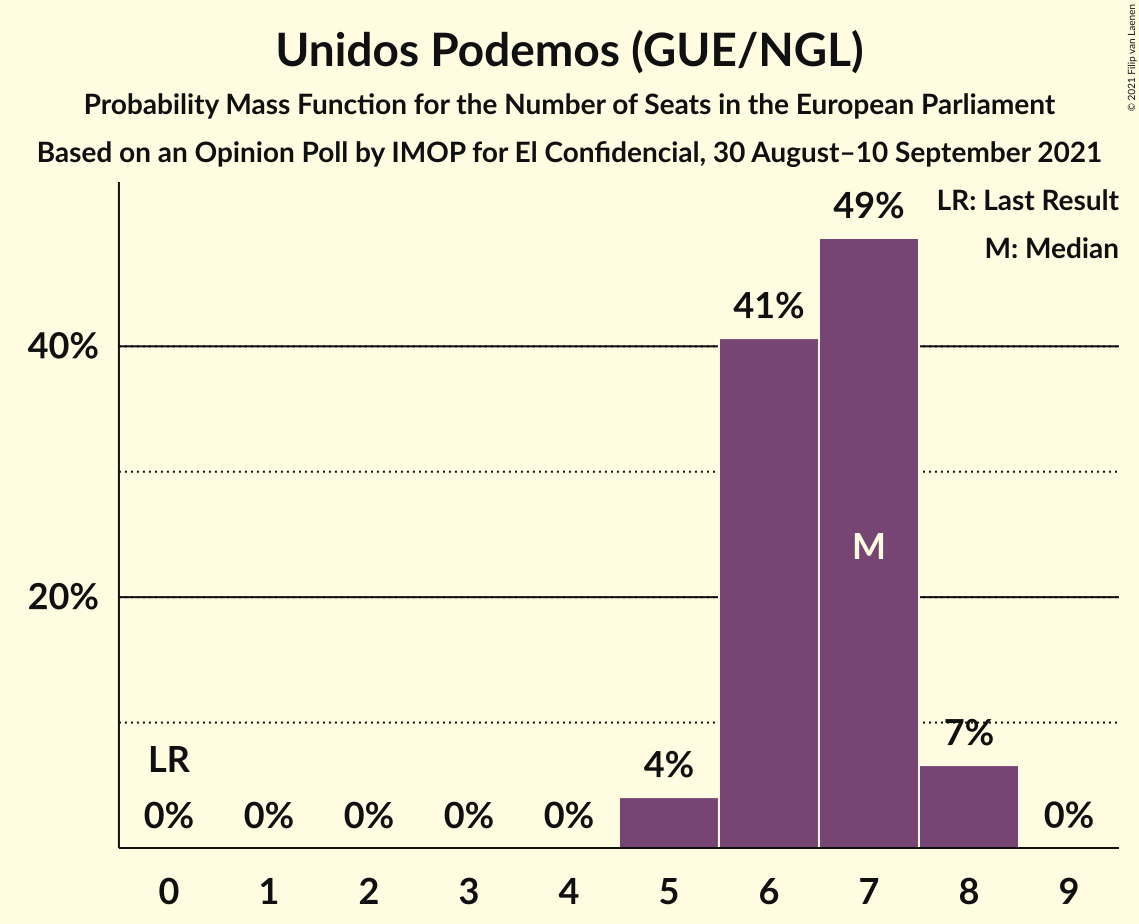 Unidos Podemos (GUE/NGL)
Probability Mass Function for the Number of Seats in the European Parliament
Based on an Opinion Poll by IMOP for El Confidencial, 30 August–10 September 2021
© 2021 Filip van Laenen
LR: Last Result
M: Median
49%
41%
40%
M
20%
7%
4%
LR
0% 0% 0% 0% 0% 0%
0 1 2 3 4 5 6 7 8 9